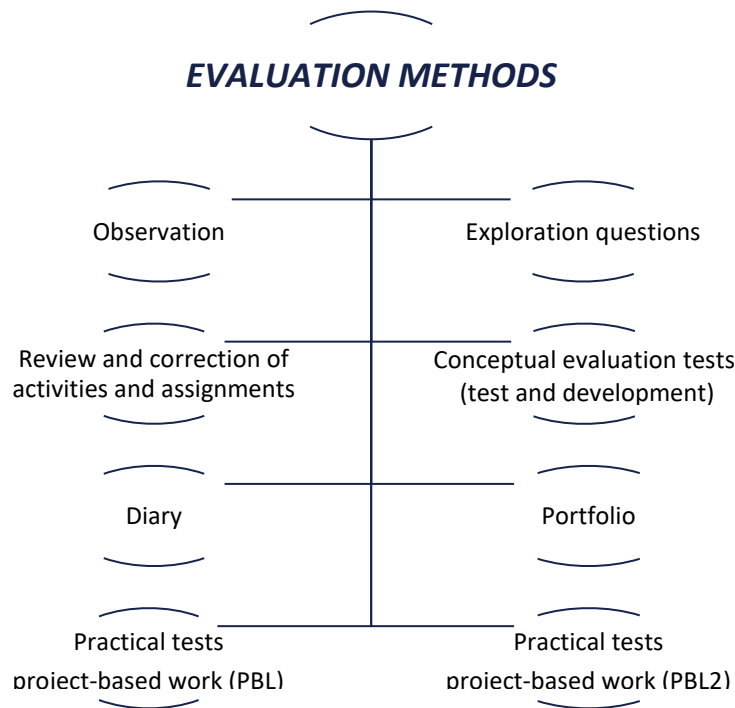 EVALUATION METHODS
Observation
Exploration questions
Review and correction of
activities and assignments
Conceptual evaluation tests
(test and development)
Diary
Portfolio
Practical tests
project-based work (PBL)
Practical tests
project-based work (PBL2)